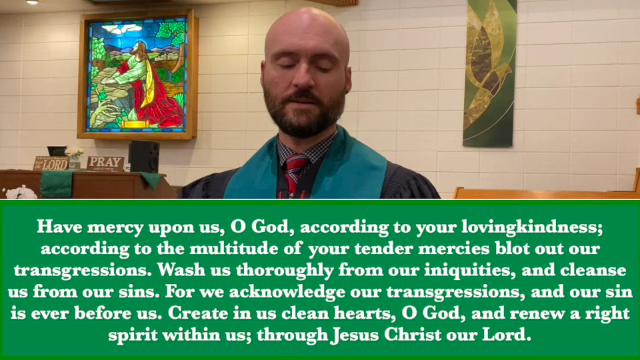 the LORD
PRAY
Have mercy upon us, O God, according to your lovingkindness;
according to the multitude of your tender mercies blot out our
transgressions. Wash us thoroughly from our iniquities, and cleanse
us from our sins. For we acknowledge our transgressions, and our sin
is ever before us. Create in us clean hearts, O God, and renew a right
spirit within us; through Jesus Christ our Lord.